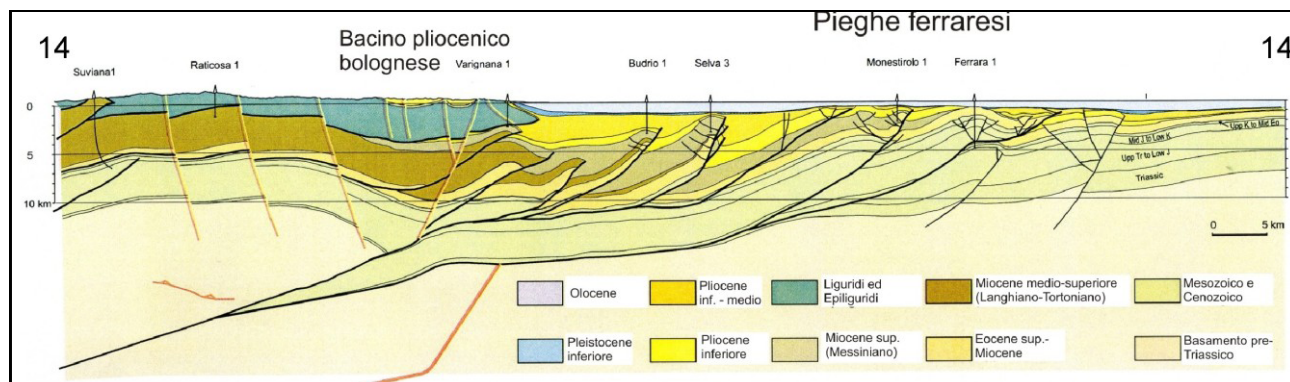 Pieghe ferraresi
14
14
Bacino pliocenico
bolognese
Suviana1
Raticosa 1
Varignana 1
Budrio 1
Selva 3
Monestirolo 1
Ferrara 1
0
0
5
5
10 km
10
Upp K to Mid Eo
Mid J to Low K
Upp Tr to Low J
Triassic
0
5 km
Olocene
Pliocene
inf. - medio
Liguridi ed
Epiliguridi
Miocene medio-superiore
(Langhiano-Tortoniano)
Mesozoico e
Cenozoico
Pleistocene
inferiore
Pliocene
inferiore
Miocene sup.
(Messiniano)
Eocene sup.-
Miocene
Basamento pre-
Triassico